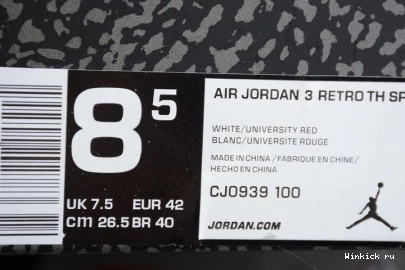 8 5
UK 7.5 EUR 42
cm 26.5 BR 40
AIR JORDAN 3 RETRO TH SP
WHITE/UNIVERSITY RED
BLANC/UNIVERSITE ROUGE
MADE IN CHINA / FABRIQUE EN CHINE/
HECHO EN CHINA
CJ0939 100
JORDAN.COM
Winkick.ru